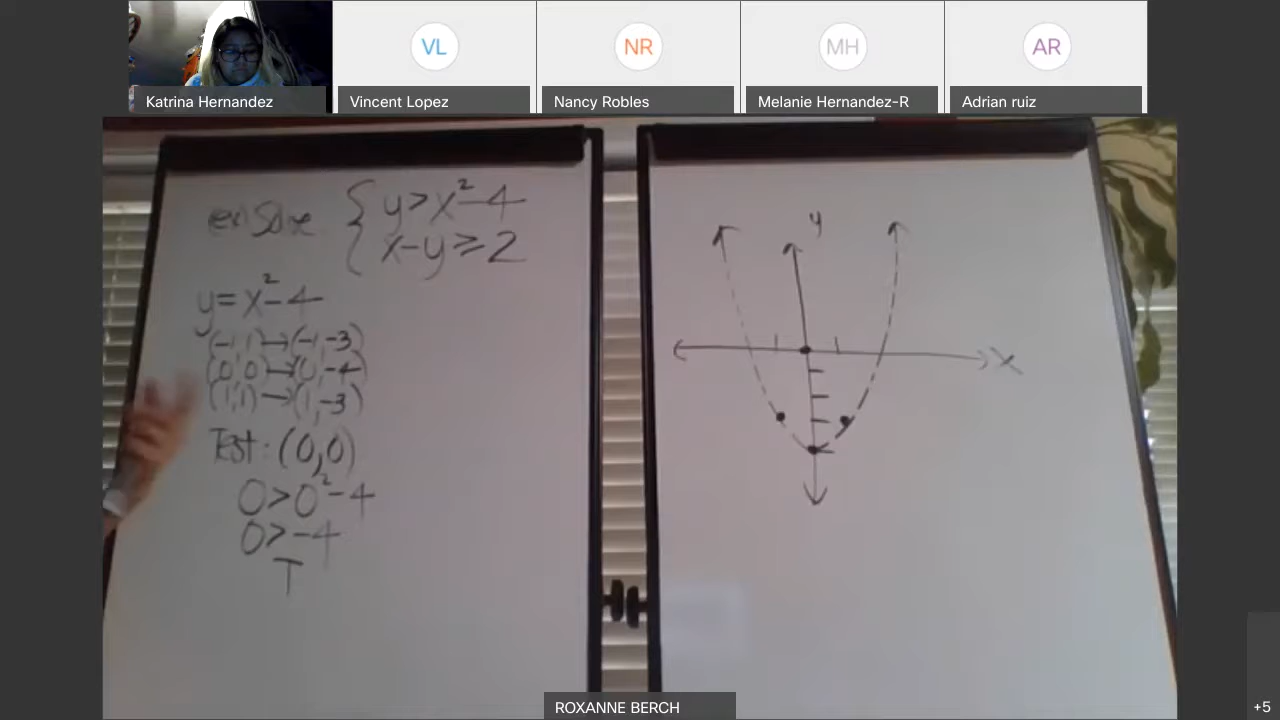 VL
NR
MH
AR
Katrina Hernandez
Vincent Lopez
Nancy Robles
Melanie Hernandez-R
Adrian ruiz
ex) Solve { y > x² - 4
x - y ≥ 2
y = x² - 4
(-1, 1) → (-1, -3)
(0, 0) → (0, -4)
(1, 1) → (1, -3)
Test: (0, 0)
0 > 0² - 4
0 > -4
T
y
x
ROXANNE BERCH
+5